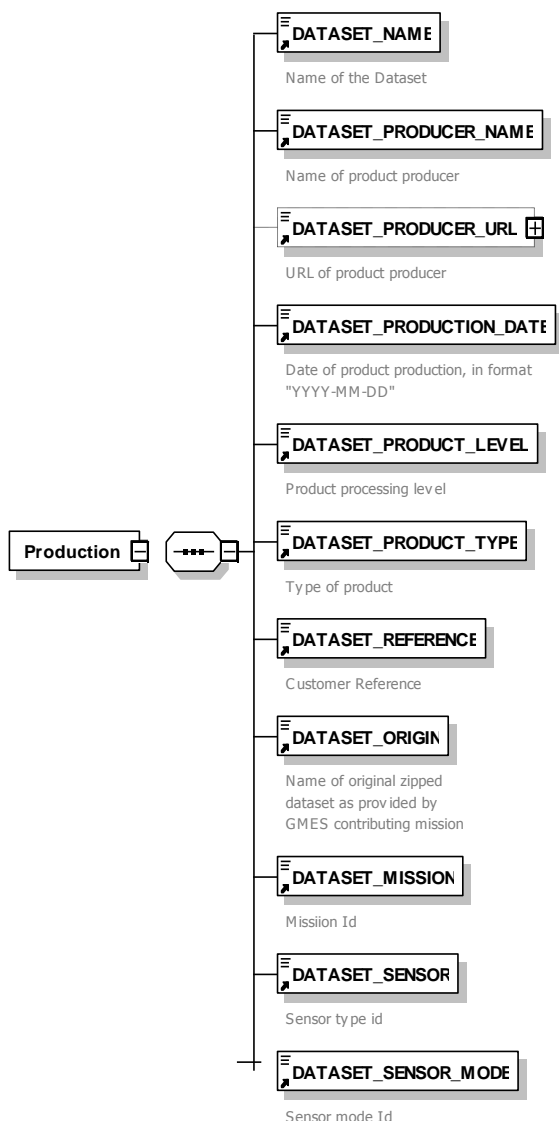 DATASET_NAME
Name of the Dataset
DATASET_PRODUCER_NAME
Name of product producer
DATASET_PRODUCER_URL
URL of product producer
DATASET_PRODUCTION_DATE
Date of product production, in format
"YYYY-MM-DD"
DATASET_PRODUCT_LEVEL
Product processing level
Production
DATASET_PRODUCT_TYPE
Type of product
DATASET_REFERENCE
Customer Reference
DATASET_ORIGIN
Name of original zipped
dataset as provided by
GMES contributing mission
DATASET_MISSION
Missiion Id
DATASET_SENSOR
Sensor type id
DATASET_SENSOR_MODE
Sensor mode Id